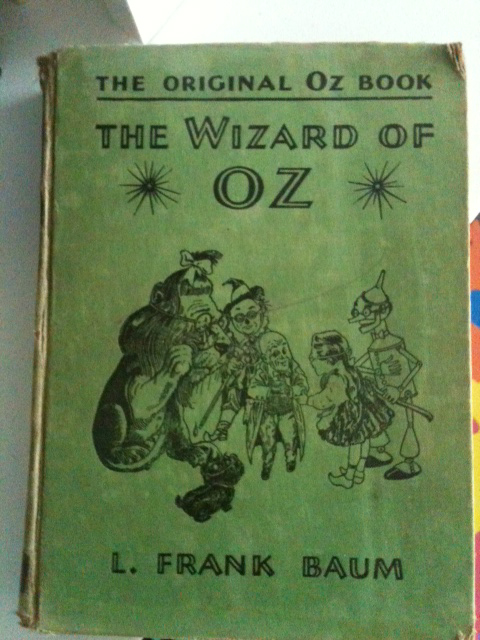 THE ORIGINAL OZ BOOK
THE WIZARD OF
OZ
L. FRANK BAUM